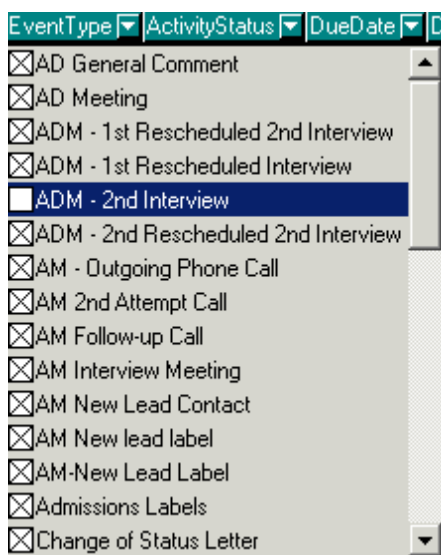 EventType ActivityStatus DueDate D
AD General Comment
AD Meeting
ADM - 1st Rescheduled 2nd Interview
ADM - 1st Rescheduled Interview
ADM - 2nd Interview
ADM - 2nd Rescheduled 2nd Interview
AM - Outgoing Phone Call
AM 2nd Attempt Call
AM Follow-up Call
AM Interview Meeting
AM New Lead Contact
AM New lead label
AM-New Lead Label
Admissions Labels
Change of Status Letter